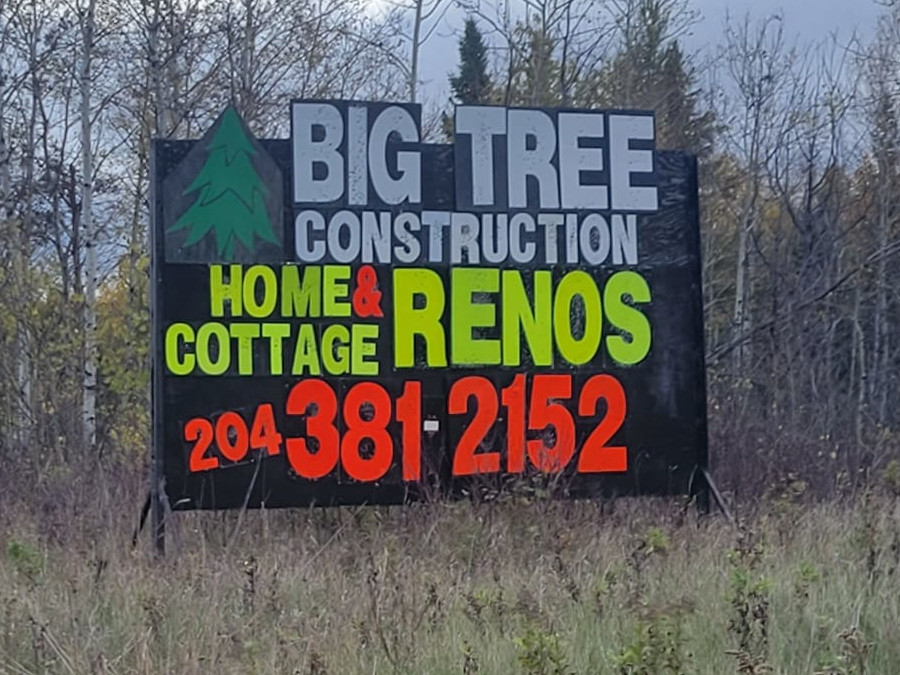 BIG TREE
CONSTRUCTION
HOME &
COTTAGE
RENOS
204 381-2152